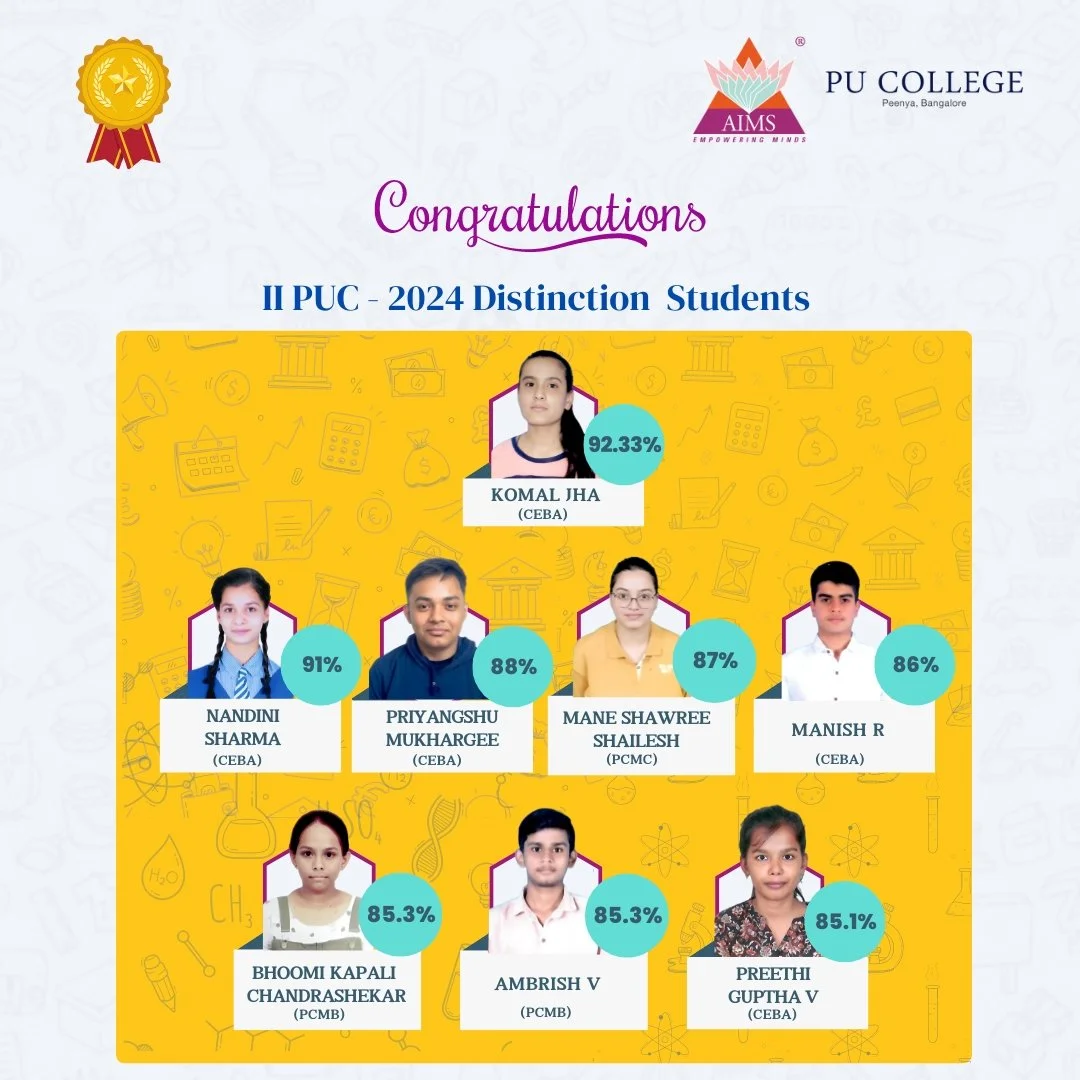 ®
AIMS
EMPOWERING MINDS
PU COLLEGE
Peenya, Bangalore
Congratulations
II PUC - 2024 Distinction Students
92.33%
KOMAL JHA
(CEBA)
91%
NANDINI
SHARMA
(CEBA)
88%
PRIYANGSHU
MUKHARGEE
(CEBA)
87%
MANE SHAWREE
SHAILESH
(PCMC)
86%
MANISH R
(CEBA)
H₂O
CH₃
85.3%
BHOOMI KAPALI
CHANDRASHEKAR
(PCMB)
85.3%
AMBRISH V
(PCMB)
85.1%
PREETHI
GUPTHA V
(CEBA)